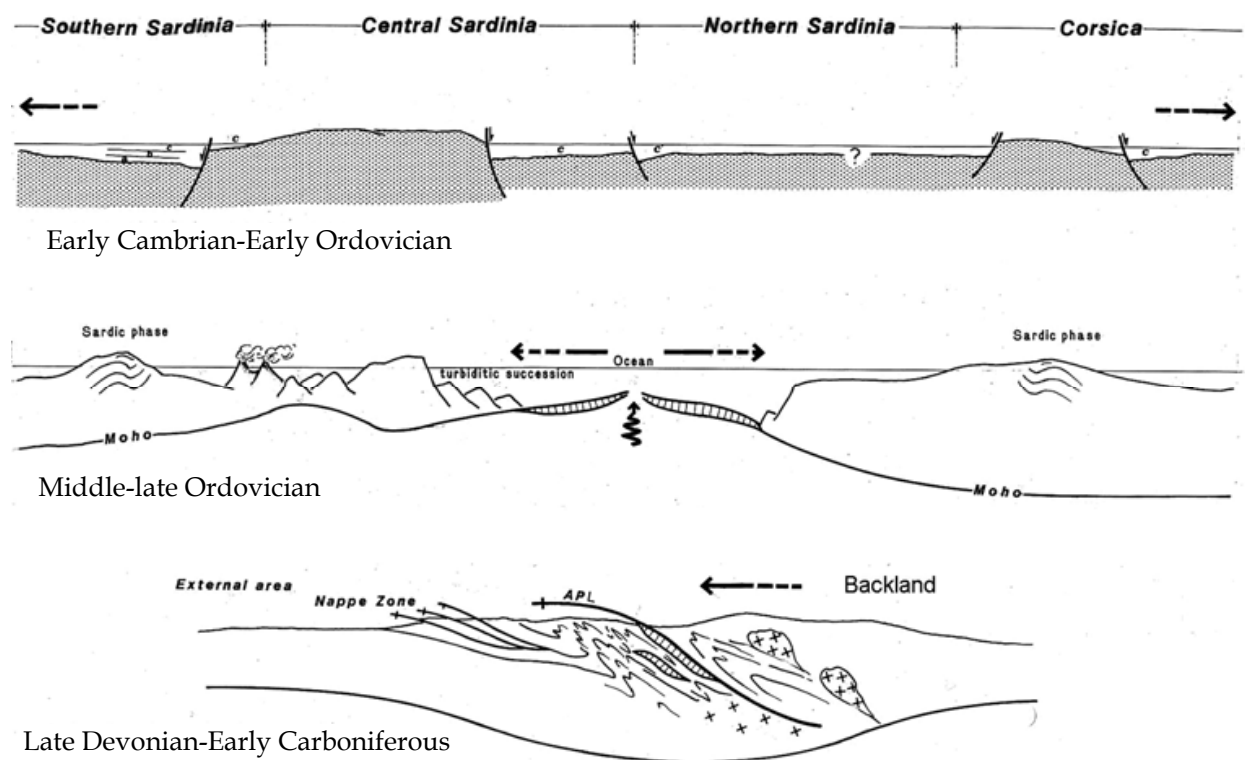 Southern Sardinia Central Sardinia Northern Sardinia Corsica
c
c
b
a
c
c
?
c
Early Cambrian-Early Ordovician
Sardic phase
Sardic phase
Ocean
turbiditic succession
Moho
Moho
Middle-late Ordovician
External area
Nappe Zone
APL
Backland
Late Devonian-Early Carboniferous